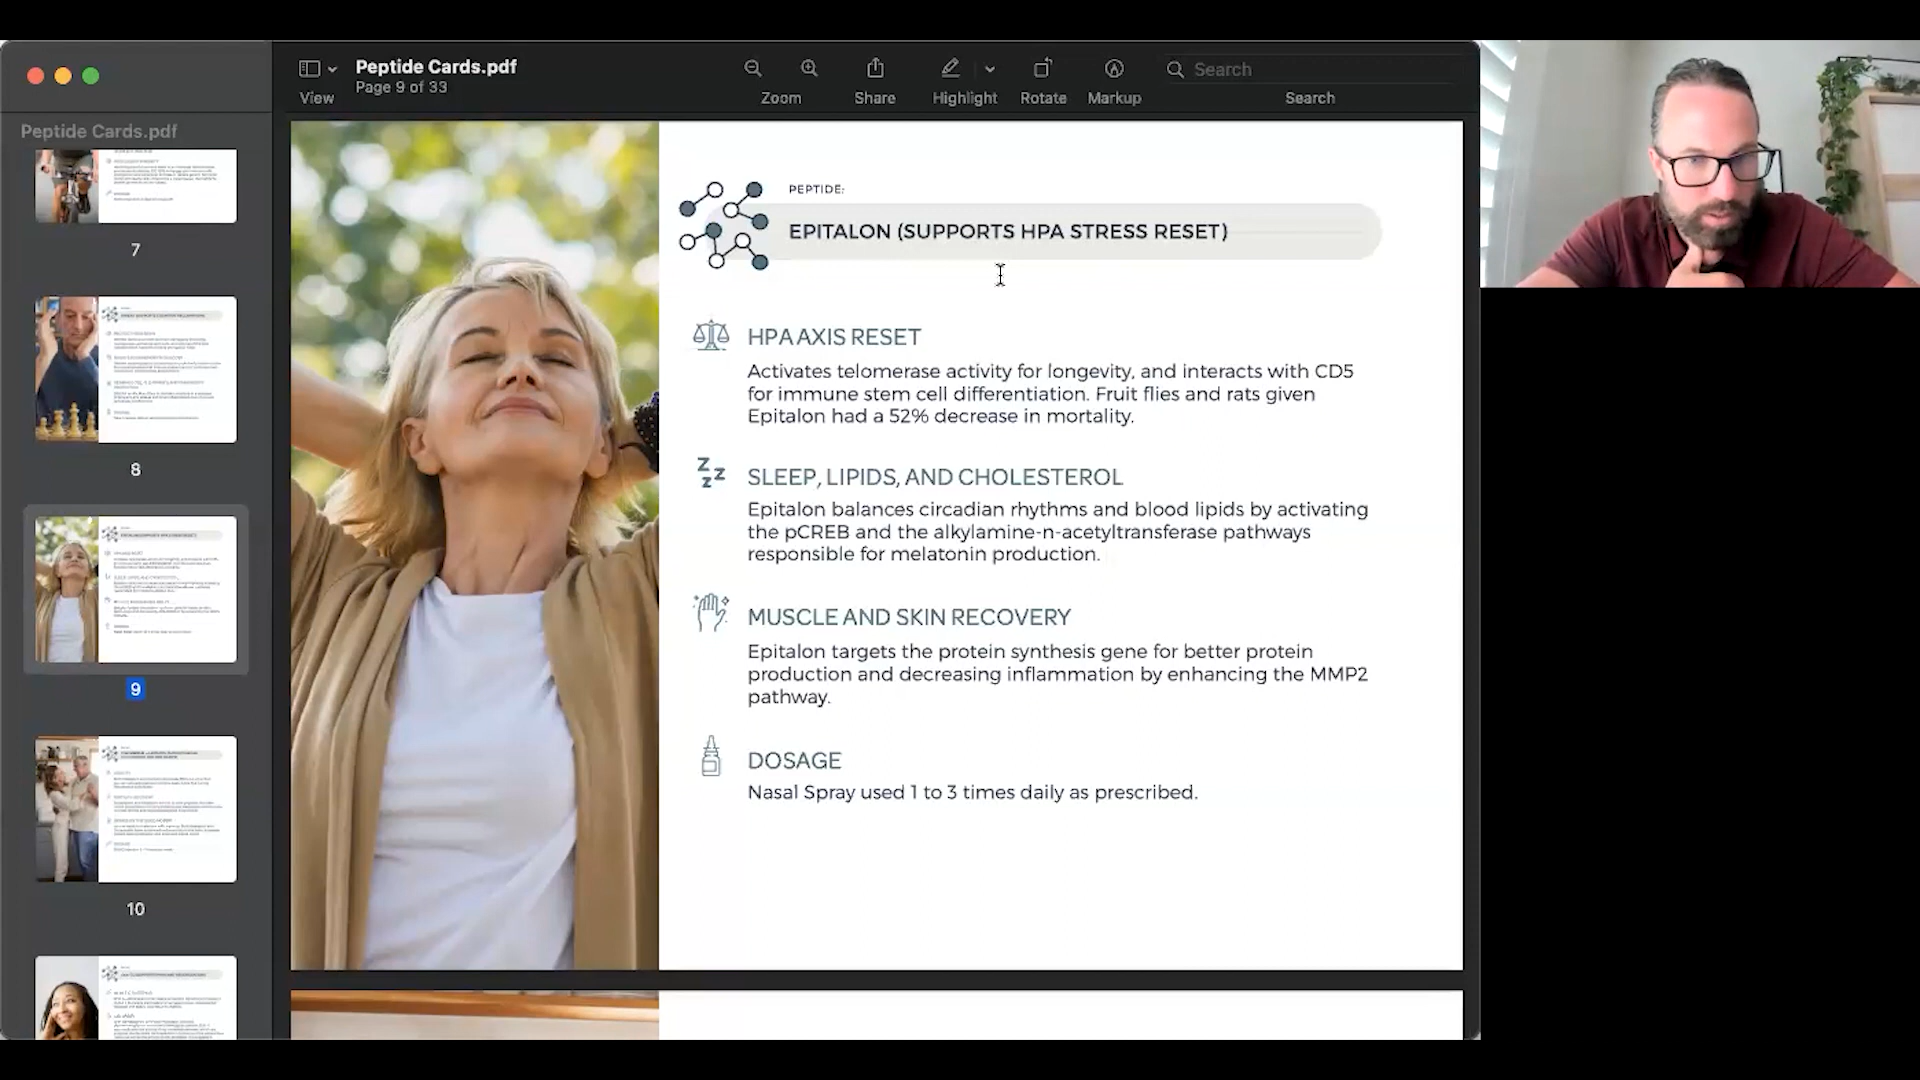 Peptide Cards.pdf
Page 9 of 33
View
Zoom
Share
Highlight
Rotate
Markup
Search
Search
Peptide Cards.pdf
7
8
9
10
PEPTIDE:
EPITALON (SUPPORTS HPA STRESS RESET)
HPA AXIS RESET
Activates telomerase activity for longevity, and interacts with CD5
for immune stem cell differentiation. Fruit flies and rats given
Epitalon had a 52% decrease in mortality.
SLEEP, LIPIDS, AND CHOLESTEROL
Epitalon balances circadian rhythms and blood lipids by activating
the pCREB and the alkylamine-n-acetyltransferase pathways
responsible for melatonin production.
MUSCLE AND SKIN RECOVERY
Epitalon targets the protein synthesis gene for better protein
production and decreasing inflammation by enhancing the MMP2
pathway.
DOSAGE
Nasal Spray used 1 to 3 times daily as prescribed.